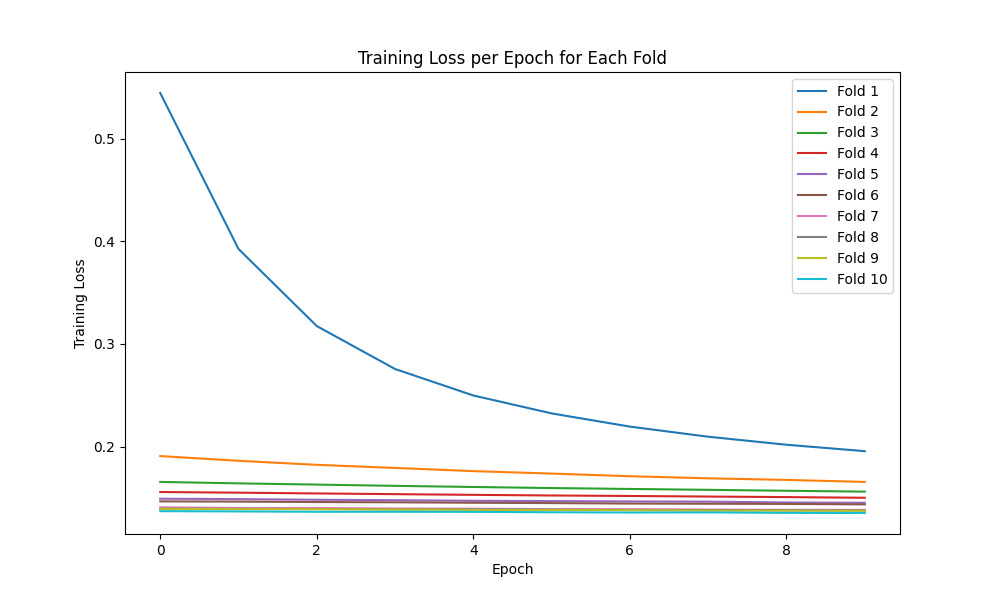 Training Loss per Epoch for Each Fold
Training Loss
0.5
0.4
0.3
0.2
0
2
4
6
8
Epoch
Fold 1
Fold 2
Fold 3
Fold 4
Fold 5
Fold 6
Fold 7
Fold 8
Fold 9
Fold 10